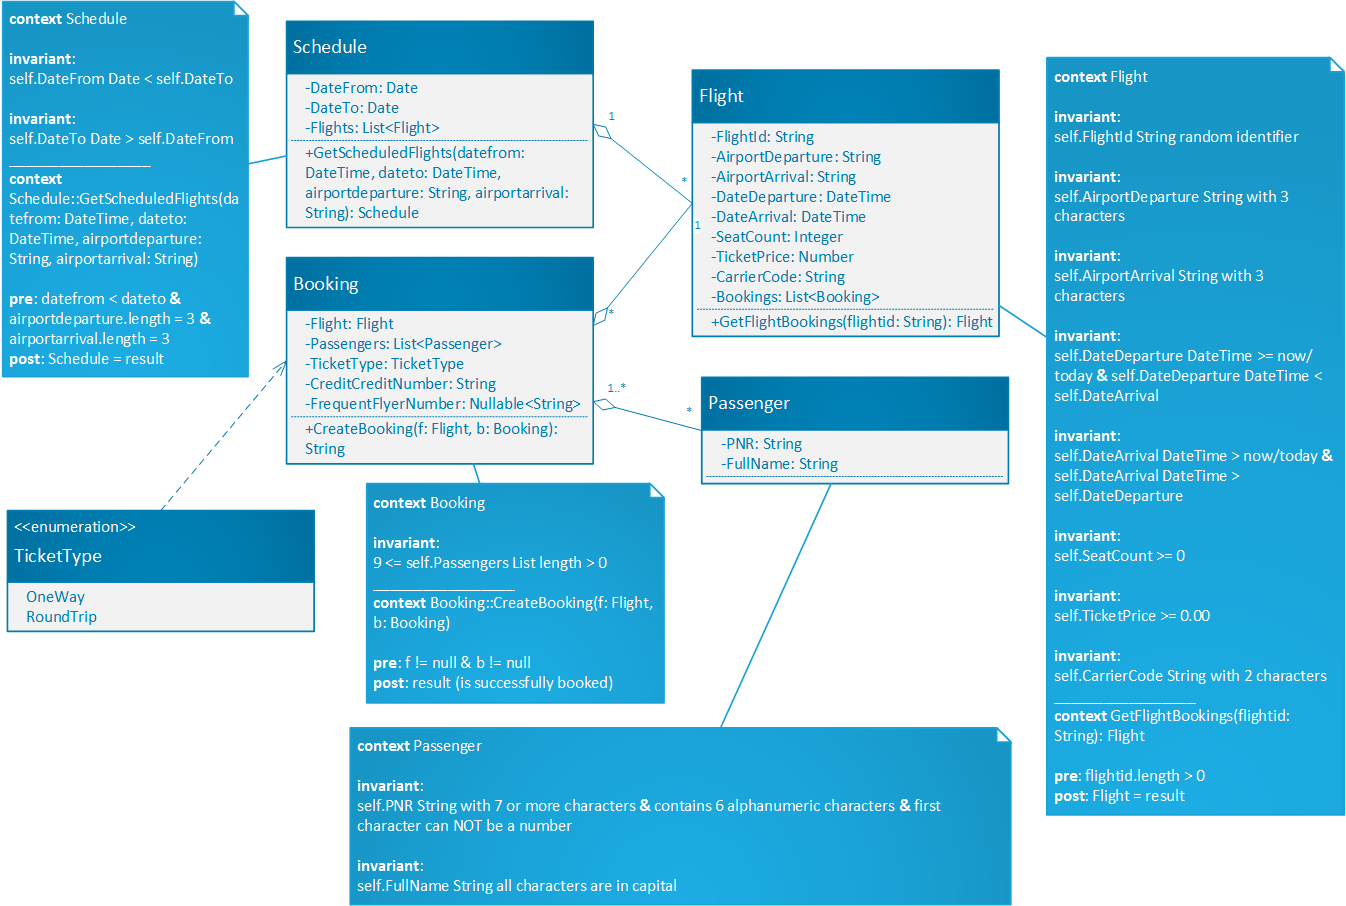 context Schedule
invariant:
self.DateFrom Date < self.DateTo
invariant:
self.DateTo Date > self.DateFrom
___________________
context
Schedule::GetScheduledFlights(da
tefrom: DateTime, dateto:
DateTime, airportdeparture:
String, airportarrival: String)
pre: datefrom < dateto &
airportdeparture.length = 3 &
airportarrival.length = 3
post: Schedule = result
Schedule
-DateFrom: Date
-DateTo: Date
-Flights: List<Flight>
+GetScheduledFlights(datefrom:
DateTime, dateto: DateTime,
airportdeparture: String, airportarrival:
String): Schedule
1
*
1
*
Flight
-FlightId: String
-AirportDeparture: String
-AirportArrival: String
-DateDeparture: DateTime
-DateArrival: DateTime
-SeatCount: Integer
-TicketPrice: Number
-CarrierCode: String
-Bookings: List<Booking>
+GetFlightBookings(flightid: String): Flight
context Flight
invariant:
self.FlightId String random identifier
invariant:
self.AirportDeparture String with 3
characters
invariant:
self.AirportArrival String with 3
characters
invariant:
self.DateDeparture DateTime >= now/
today & self.DateDeparture DateTime <
self.DateArrival
invariant:
self.DateArrival DateTime > now/today &
self.DateArrival DateTime >
self.DateDeparture
invariant:
self.SeatCount >= 0
invariant:
self.TicketPrice >= 0.00
invariant:
self.CarrierCode String with 2 characters
___________________
context GetFlightBookings(flightid:
String): Flight
pre: flightid.length > 0
post: Flight = result
Booking
-Flight: Flight
-Passengers: List<Passenger>
-TicketType: TicketType
-CreditCreditNumber: String
-FrequentFlyerNumber: Nullable<String>
+CreateBooking(f: Flight, b: Booking):
String
1..*
*
Passenger
-PNR: String
-FullName: String
<<enumeration>>
TicketType
OneWay
RoundTrip
context Booking
invariant:
9 <= self.Passengers List length > 0
___________________
context Booking::CreateBooking(f: Flight,
b: Booking)
pre: f != null & b != null
post: result (is successfully booked)
context Passenger
invariant:
self.PNR String with 7 or more characters & contains 6 alphanumeric characters & first
character can NOT be a number
invariant:
self.FullName String all characters are in capital